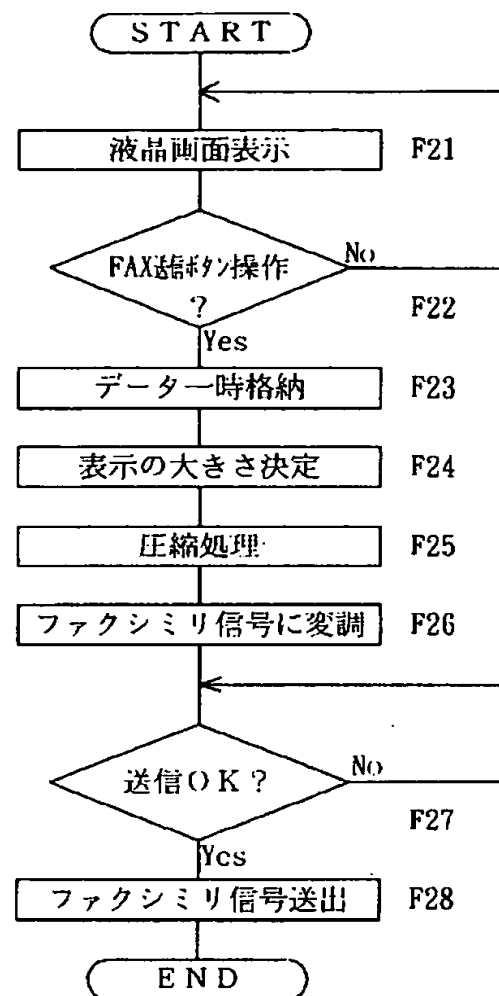 START
液晶画面表示 F21
FAX送信ボタン操作 No
? F22
Yes
データ一時格納 F23
表示の大きさ決定 F24
圧縮処理 F25
ファクシミリ信号に変調 F26
送信OK? No
F27
Yes
ファクシミリ信号送出 F28
END